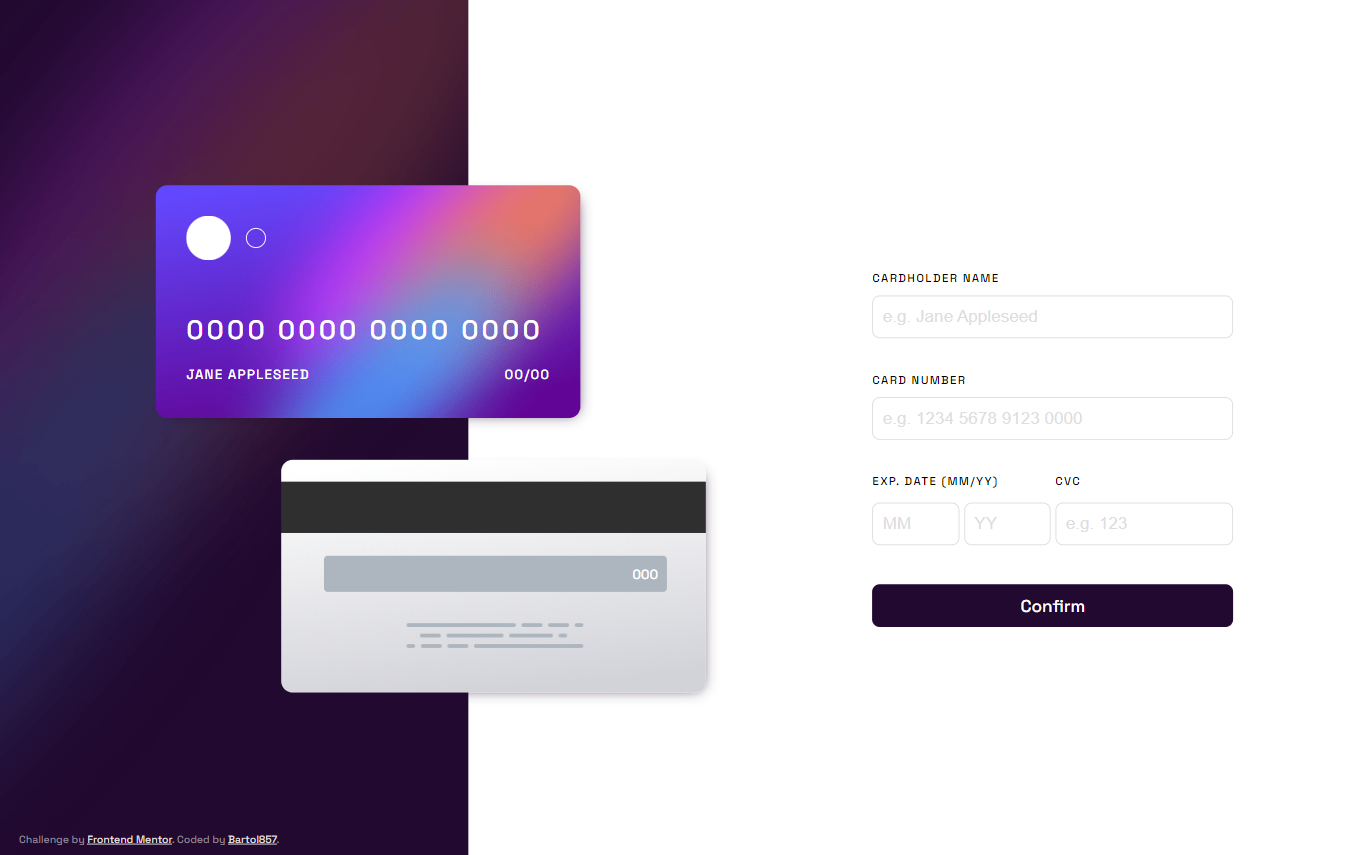 0000 0000 0000 0000
JANE APPLESEED 00/00
000
CARDHOLDER NAME
e.g. Jane Appleseed
CARD NUMBER
e.g. 1234 5678 9123 0000
EXP. DATE (MM/YY) CVC
MM YY e.g. 123
Confirm
Challenge by Frontend Mentor. Coded by Bartol857.